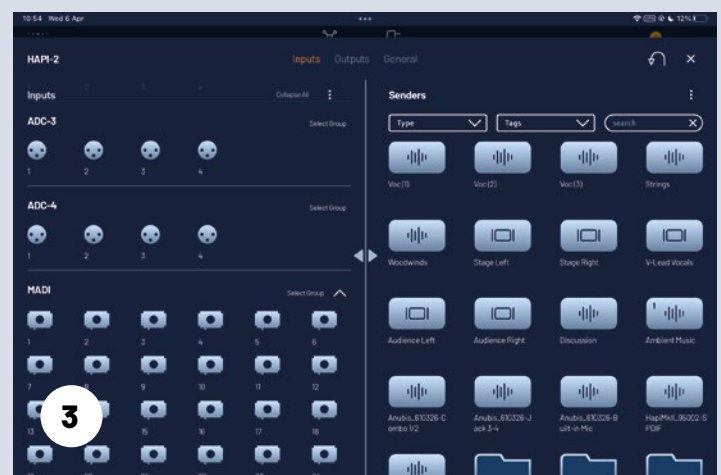 10:54 Wed 6 Apr
12%
HAPI-2
Inputs Outputs General
Inputs
Collapse All
ADC-3
Select Group
1 2 3 4
ADC-4
Select Group
1 2 3 4
MADI
Select Group
1 2 3 4 5 6
7 8 9 10 11 12
13 15 16 17 18
3
Senders
Type Tags search
Voc(1) Voc(2) Voc(3) Strings
Woodwinds Stage Left Stage Right V-Lead Vocals
1
Audience Left Audience Right Discussion Ambient Music
Anubis_610326-C Anubis_610326-J Anubis_610326-B HapiMkII_95002-S
ombo 1/2 ack 3-4 uilt-in Mic PDIF